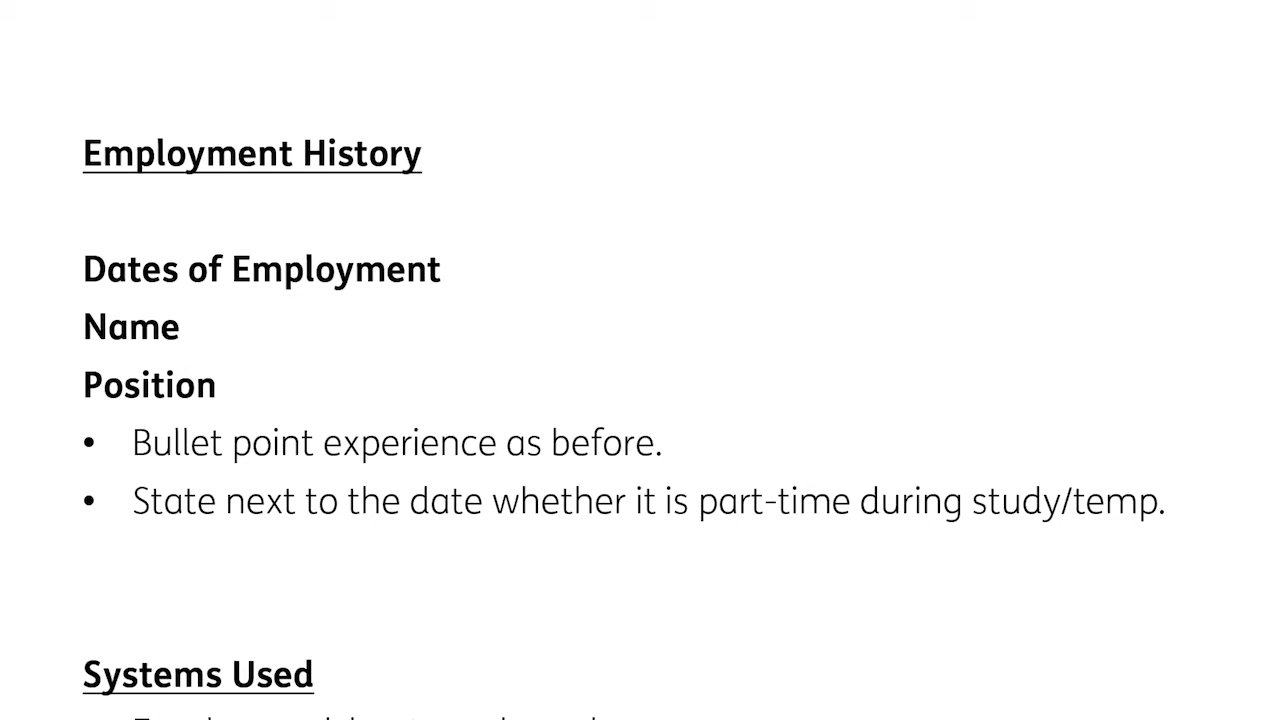 Employment History
Dates of Employment
Name
Position
• Bullet point experience as before.
• State next to the date whether it is part-time during study/temp.
Systems Used